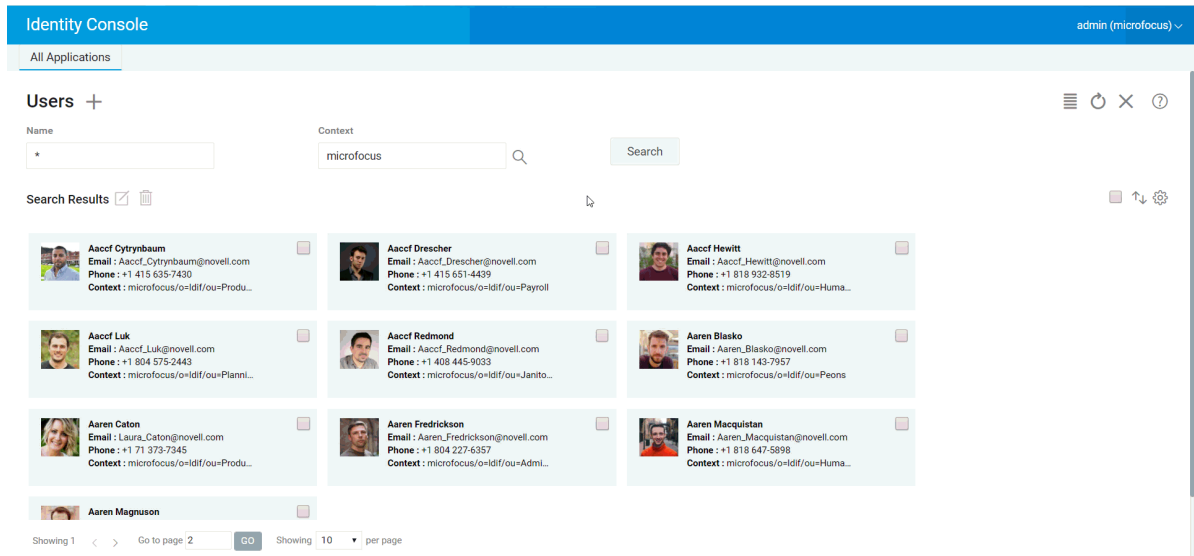 Identity Console
admin (microfocus)
All Applications
Users
Name
Context
*
microfocus
Search
Search Results
Aaccf Cytrynbaum
Email : Aaccf_Cytrynbaum@novell.com
Phone : +1 415 635-7430
Context : microfocus/o=ldif/ou=Produ...
Aaccf Drescher
Email : Aaccf_Drescher@novell.com
Phone : +1 415 651-4439
Context : microfocus/o=ldif/ou=Payroll
Aaccf Hewitt
Email : Aaccf_Hewitt@novell.com
Phone : +1 818 932-8519
Context : microfocus/o=ldif/ou=Huma...
Aaccf Luk
Email : Aaccf_Luk@novell.com
Phone : +1 804 575-2443
Context : microfocus/o=ldif/ou=Planni...
Aaccf Redmond
Email : Aaccf_Redmond@novell.com
Phone : +1 408 445-9033
Context : microfocus/o=ldif/ou=Janito...
Aaren Blasko
Email : Aaren_Blasko@novell.com
Phone : +1 818 143-7957
Context : microfocus/o=ldif/ou=Peons
Aaren Caton
Email : Laura_Caton@novell.com
Phone : +1 71 373-7345
Context : microfocus/o=ldif/ou=Produ...
Aaren Fredrickson
Email : Aaren_Fredrickson@novell.com
Phone : +1 804 227-6357
Context : microfocus/o=ldif/ou=Admi...
Aaren Macquistan
Email : Aaren_Macquistan@novell.com
Phone : +1 818 647-5898
Context : microfocus/o=ldif/ou=Huma...
Aaren Magnuson
Showing 1 < > Go to page 2 GO Showing 10 per page